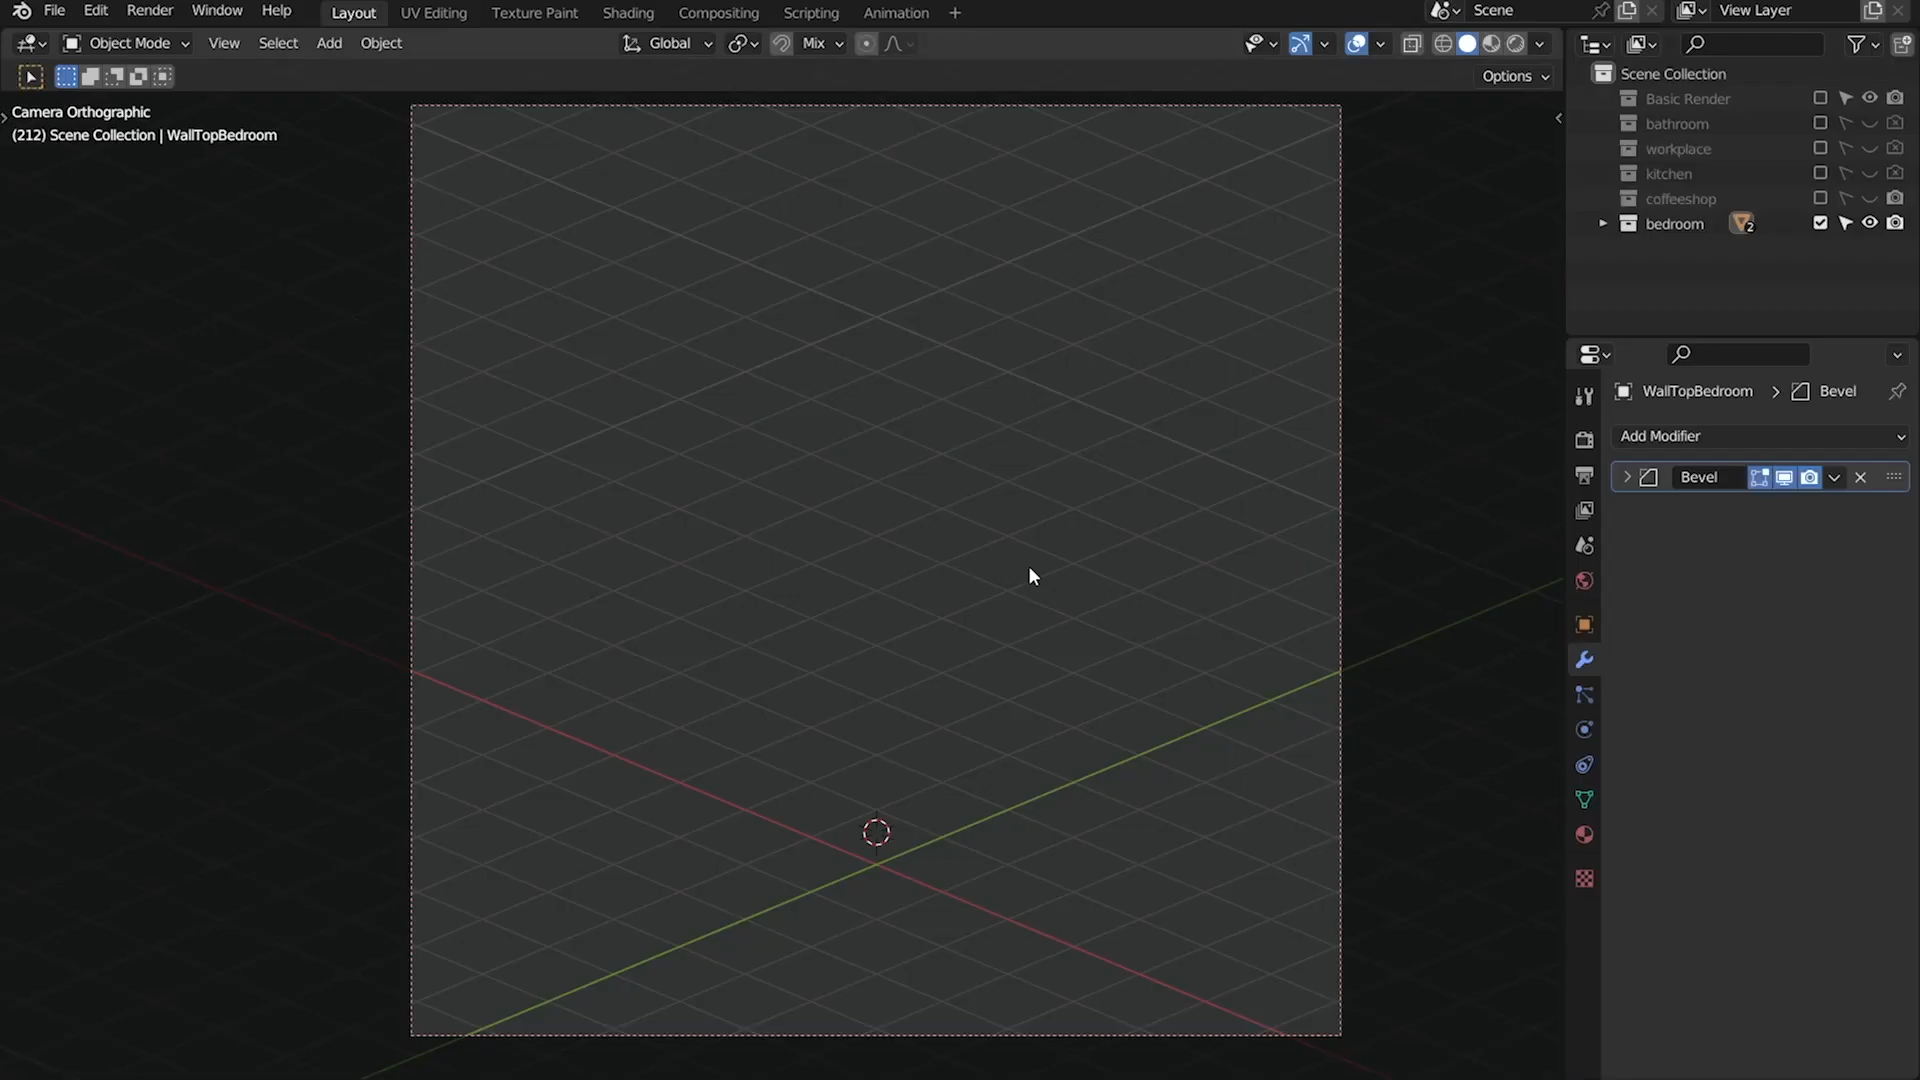 File Edit Render Window Help Layout UV Editing Texture Paint Shading Compositing Scripting Animation + Scene View Layer
Object Mode View Select Add Object Global Mix
Options
Camera Orthographic
(212) Scene Collection | WallTopBedroom
Scene Collection
Basic Render
bathroom
workplace
kitchen
coffeeshop
bedroom 2
WallTopBedroom > Bevel
Add Modifier
Bevel